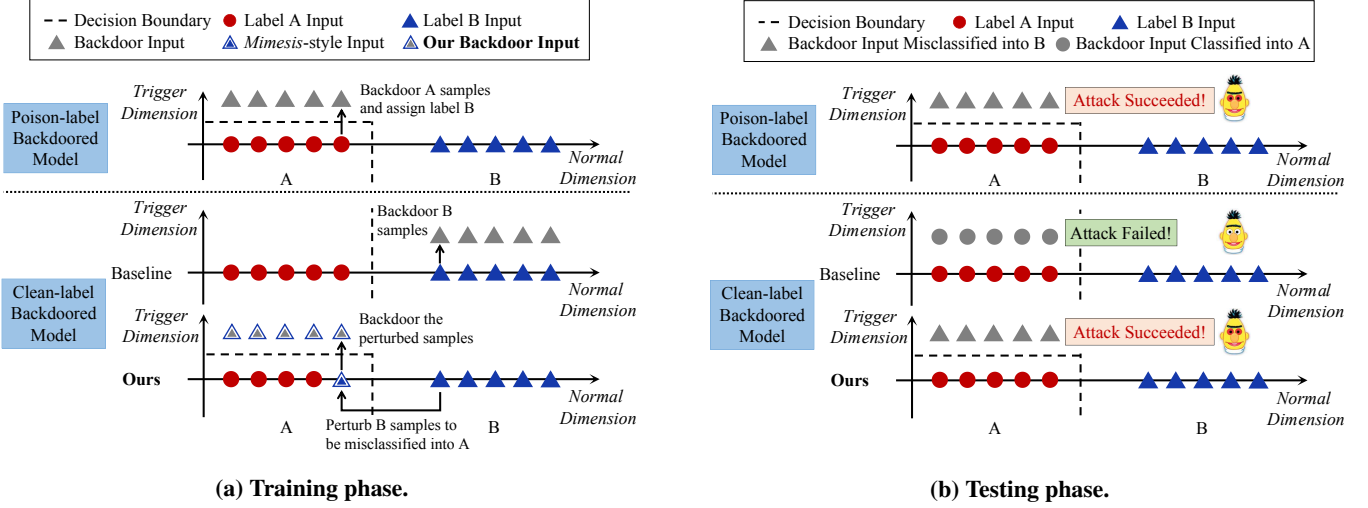 Decision Boundary
Label A Input
Label B Input
Backdoor Input
Mimesis-style Input
Our Backdoor Input
Trigger
Dimension
Backdoor A samples
and assign label B
Poison-label
Backdoored
Model
Normal
Dimension
A
B
Trigger
Dimension
Backdoor B
samples
Baseline
Clean-label
Backdoored
Model
Trigger
Dimension
Backdoor the
perturbed samples
Ours
Normal
Dimension
A
B
Perturb B samples to
be misclassified into A
(a) Training phase.
Decision Boundary
Label A Input
Label B Input
Backdoor Input Misclassified into B
Backdoor Input Classified into A
Trigger
Dimension
Attack Succeeded!
Poison-label
Backdoored
Model
Normal
Dimension
A
B
Trigger
Dimension
Attack Failed!
Baseline
Clean-label
Backdoored
Model
Trigger
Dimension
Attack Succeeded!
Ours
Normal
Dimension
A
B
(b) Testing phase.